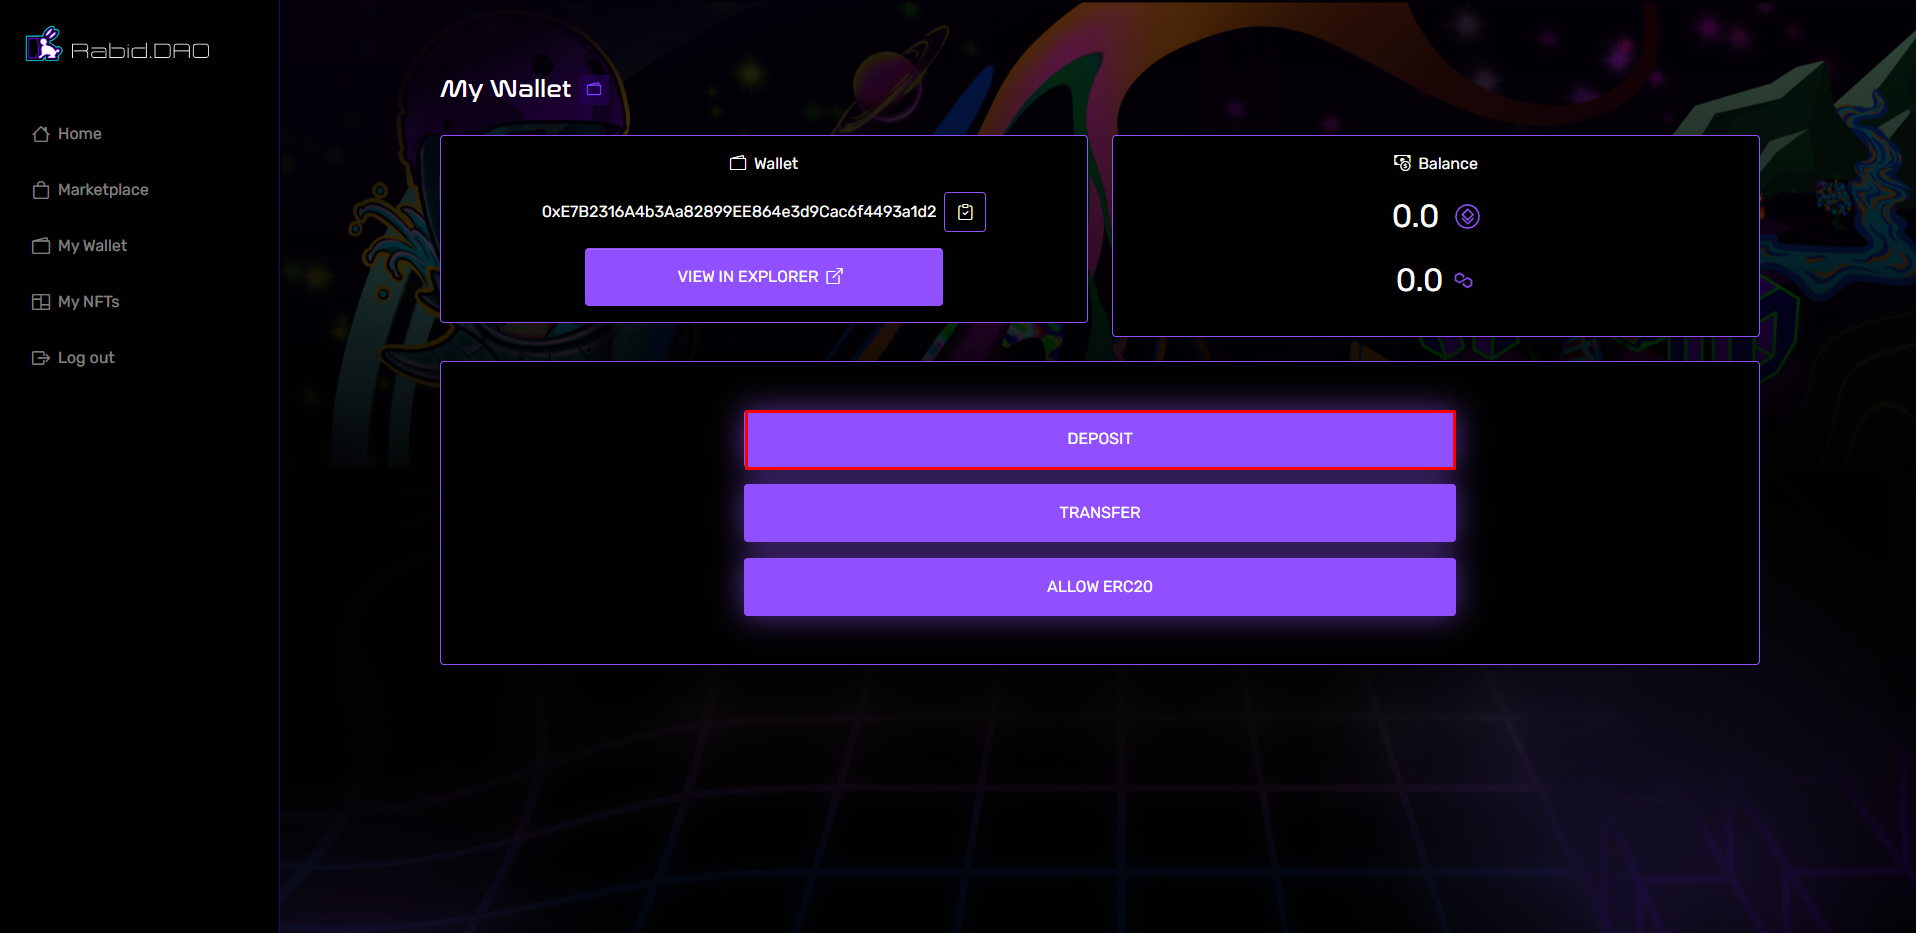 Rabid.DAO
Home
Marketplace
My Wallet
My NFTs
Log out
My Wallet
Wallet
0xE7B2316A4b3Aa82899EE864e3d9Cac6f4493a1d2
VIEW IN EXPLORER
Balance
0.0
0.0
DEPOSIT
TRANSFER
ALLOW ERC20